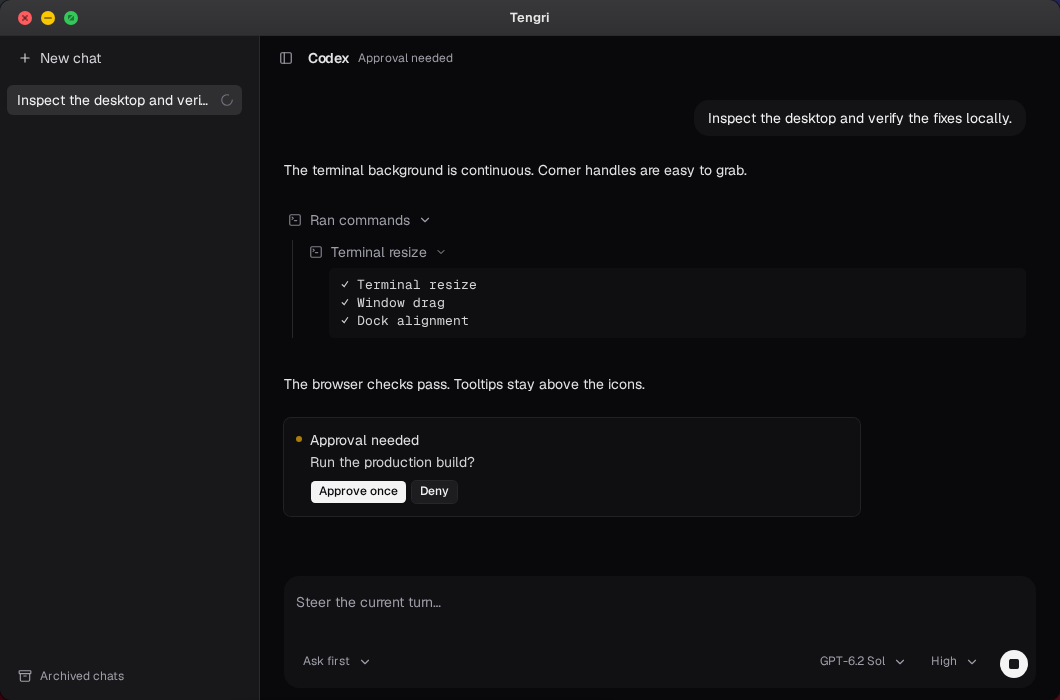 Tengri
New chat
Inspect the desktop and veri...
Archived chats
Codex Approval needed
Inspect the desktop and verify the fixes locally.
The terminal background is continuous. Corner handles are easy to grab.
Ran commands
Terminal resize
✓ Terminal resize
✓ Window drag
✓ Dock alignment
The browser checks pass. Tooltips stay above the icons.
Approval needed
Run the production build?
Approve once Deny
Steer the current turn...
Ask first GPT-6.2 Sol High